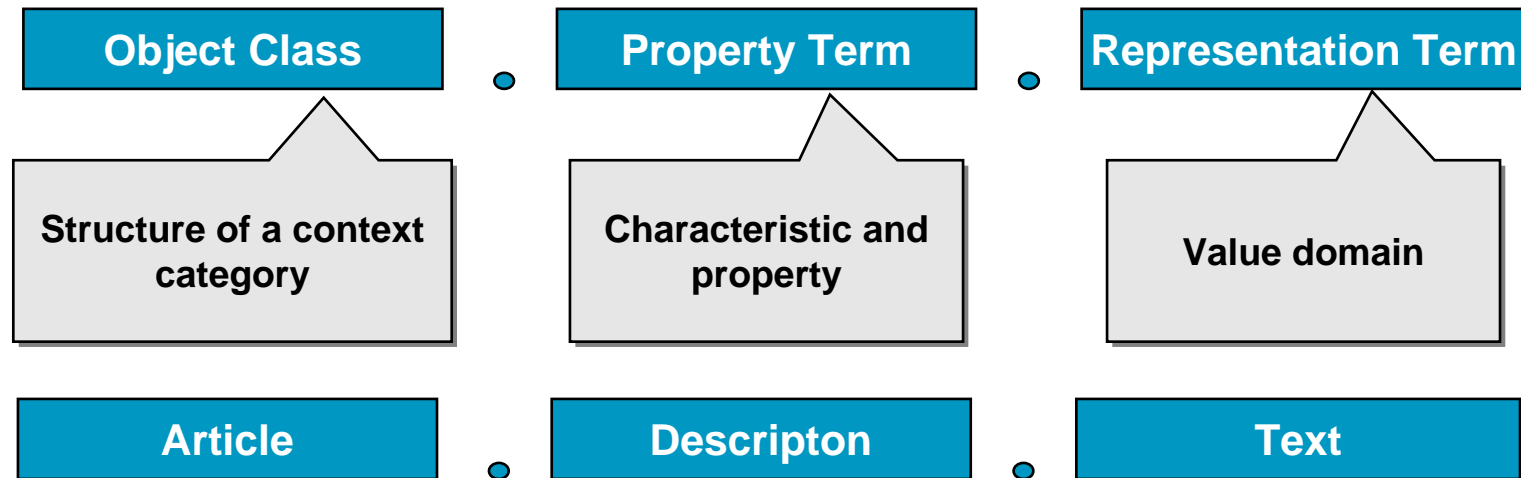 Object Class
Property Term
Representation Term
Structure of a context
category
Characteristic and
property
Value domain
Article
Descripton
Text